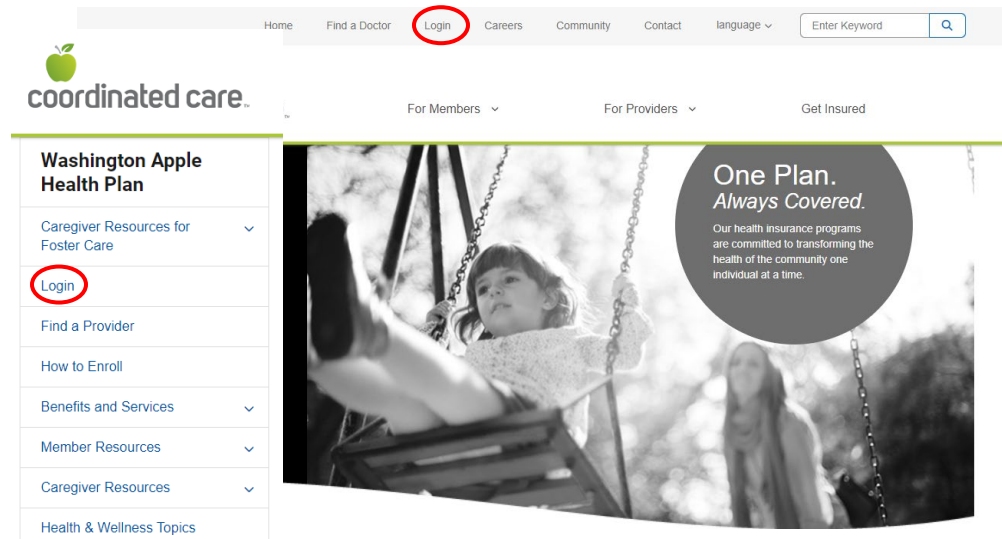 Home Find a Doctor Login Careers Community Contact language Enter Keyword
coordinated care™
For Members For Providers Get Insured
Washington Apple
Health Plan
Caregiver Resources for
Foster Care
Login
Find a Provider
How to Enroll
Benefits and Services
Member Resources
Caregiver Resources
Health & Wellness Topics
One Plan.
Always Covered.
Our health insurance programs
are committed to transforming the
health of the community one
individual at a time.